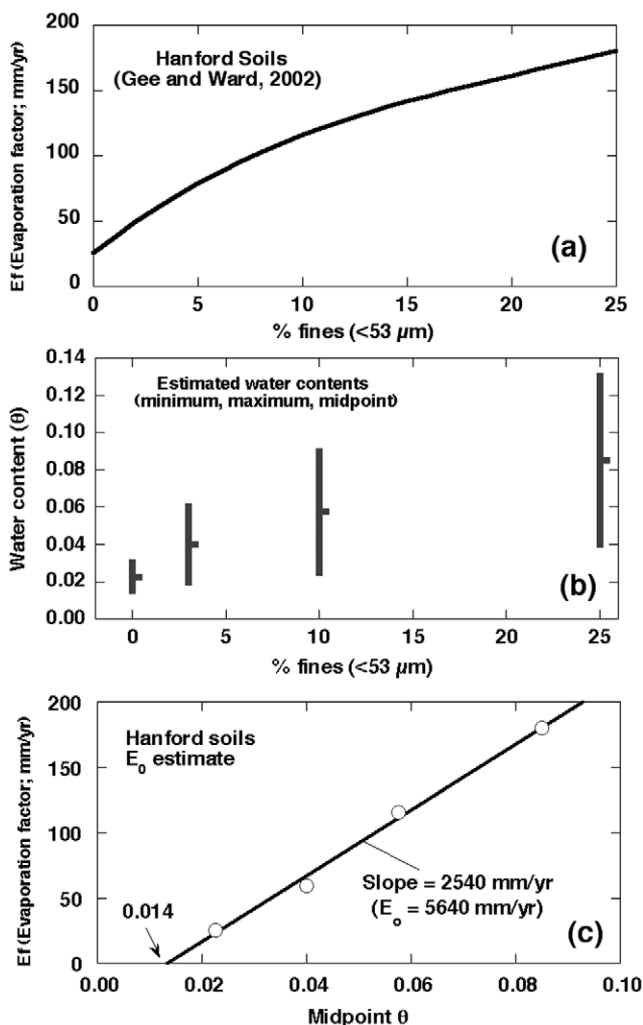 200
Hanford Soils
(Gee and Ward, 2002)
150
100
50
0
Ef (Evaporation factor; mm/yr)
(a)
0 5 10 15 20 25
% fines (<53 µm)
0.14
Estimated water contents
(minimum, maximum, midpoint)
0.12
0.10
0.08
0.06
0.04
0.02
0.00
Water content (θ)
(b)
0 5 10 15 20 25
% fines (<53 µm)
200
Hanford soils
E₀ estimate
150
100
50
0
Ef (Evaporation factor; mm/yr)
Slope = 2540 mm/yr
(Eₒ = 5640 mm/yr)
0.014
(c)
0.00 0.02 0.04 0.06 0.08 0.10
Midpoint θ